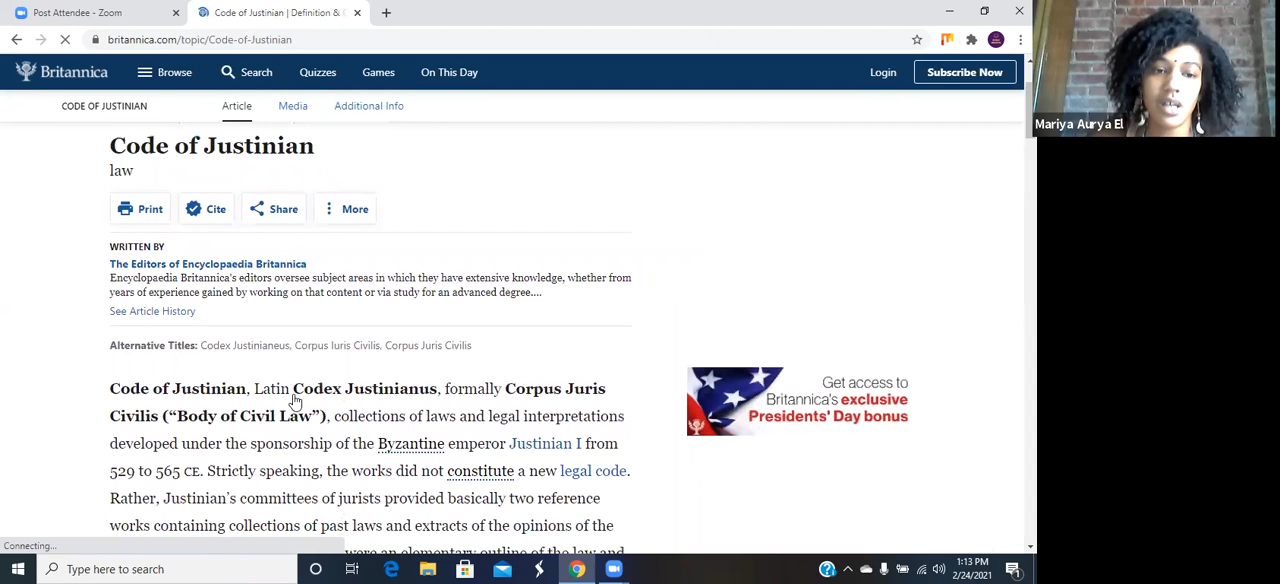 Post Attendee - Zoom
Code of Justinian | Definition &
britannica.com/topic/Code-of-Justinian
Britannica
Browse
Search
Quizzes
Games
On This Day
Login
Subscribe Now
CODE OF JUSTINIAN
Article
Media
Additional Info
Mariya Aurya El
Code of Justinian
law
Print
Cite
Share
More
WRITTEN BY
The Editors of Encyclopaedia Britannica
Encyclopaedia Britannica's editors oversee subject areas in which they have extensive knowledge, whether from
years of experience gained by working on that content or via study for an advanced degree....
See Article History
Alternative Titles: Codex Justinianeus, Corpus Iuris Civilis, Corpus Juris Civilis
Code of Justinian, Latin Codex Justinianus, formally Corpus Juris
Civilis (“Body of Civil Law”), collections of laws and legal interpretations
developed under the sponsorship of the Byzantine emperor Justinian I from
529 to 565 CE. Strictly speaking, the works did not constitute a new legal code.
Rather, Justinian’s committees of jurists provided basically two reference
works containing collections of past laws and extracts of the opinions of the
were an elementary outline of the law and
Get access to
Britannica's exclusive
Presidents' Day bonus
Connecting...
Type here to search
1:13 PM
2/24/2021